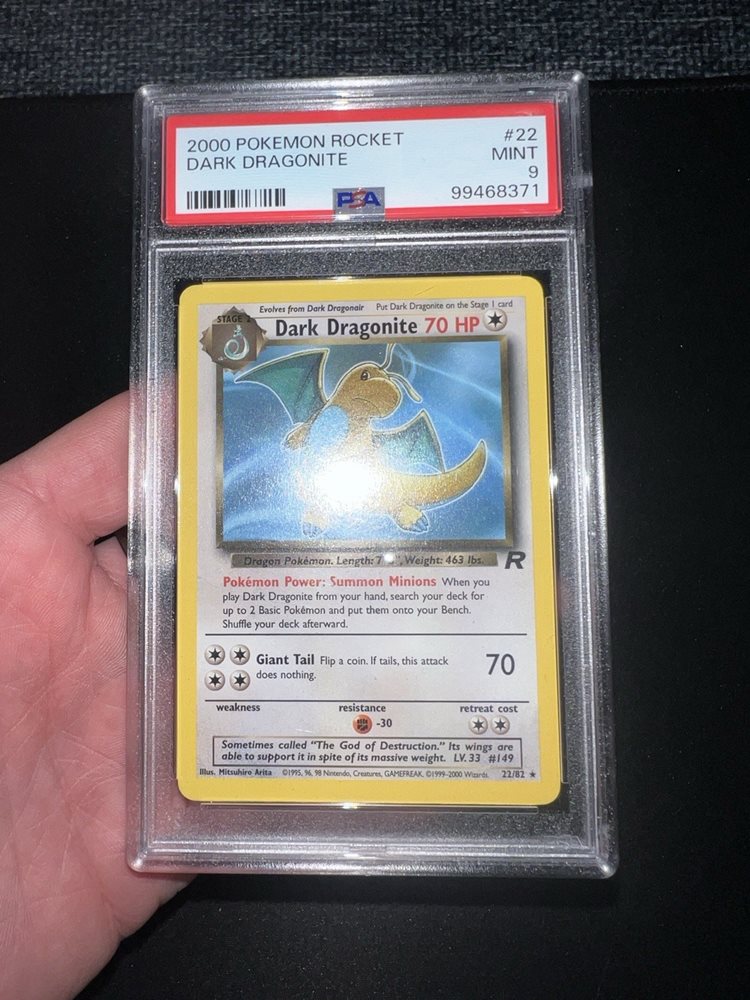 2000 POKEMON ROCKET #22
DARK DRAGONITE MINT
9
PSA 99468371
Evolves from Dark Dragonair Put Dark Dragonite on the Stage 1 card
STAGE 2
Dark Dragonite 70 HP
Dragon Pokémon. Length: 7 Weight: 463 lbs.
R
Pokémon Power: Summon Minions When you
play Dark Dragonite from your hand, search your deck for
up to 2 Basic Pokémon and put them onto your Bench.
Shuffle your deck afterward.
Giant Tail Flip a coin. If tails, this attack
does nothing.
70
weakness resistance retreat cost
-30
Sometimes called "The God of Destruction." Its wings are
able to support it in spite of its massive weight. LV. 33 #149
Illus. Mitsuhiro Arita ©1995, 96, 98 Nintendo, Creatures, GAMEFREAK. ©1999-2000 Wizards. 22/82 ★